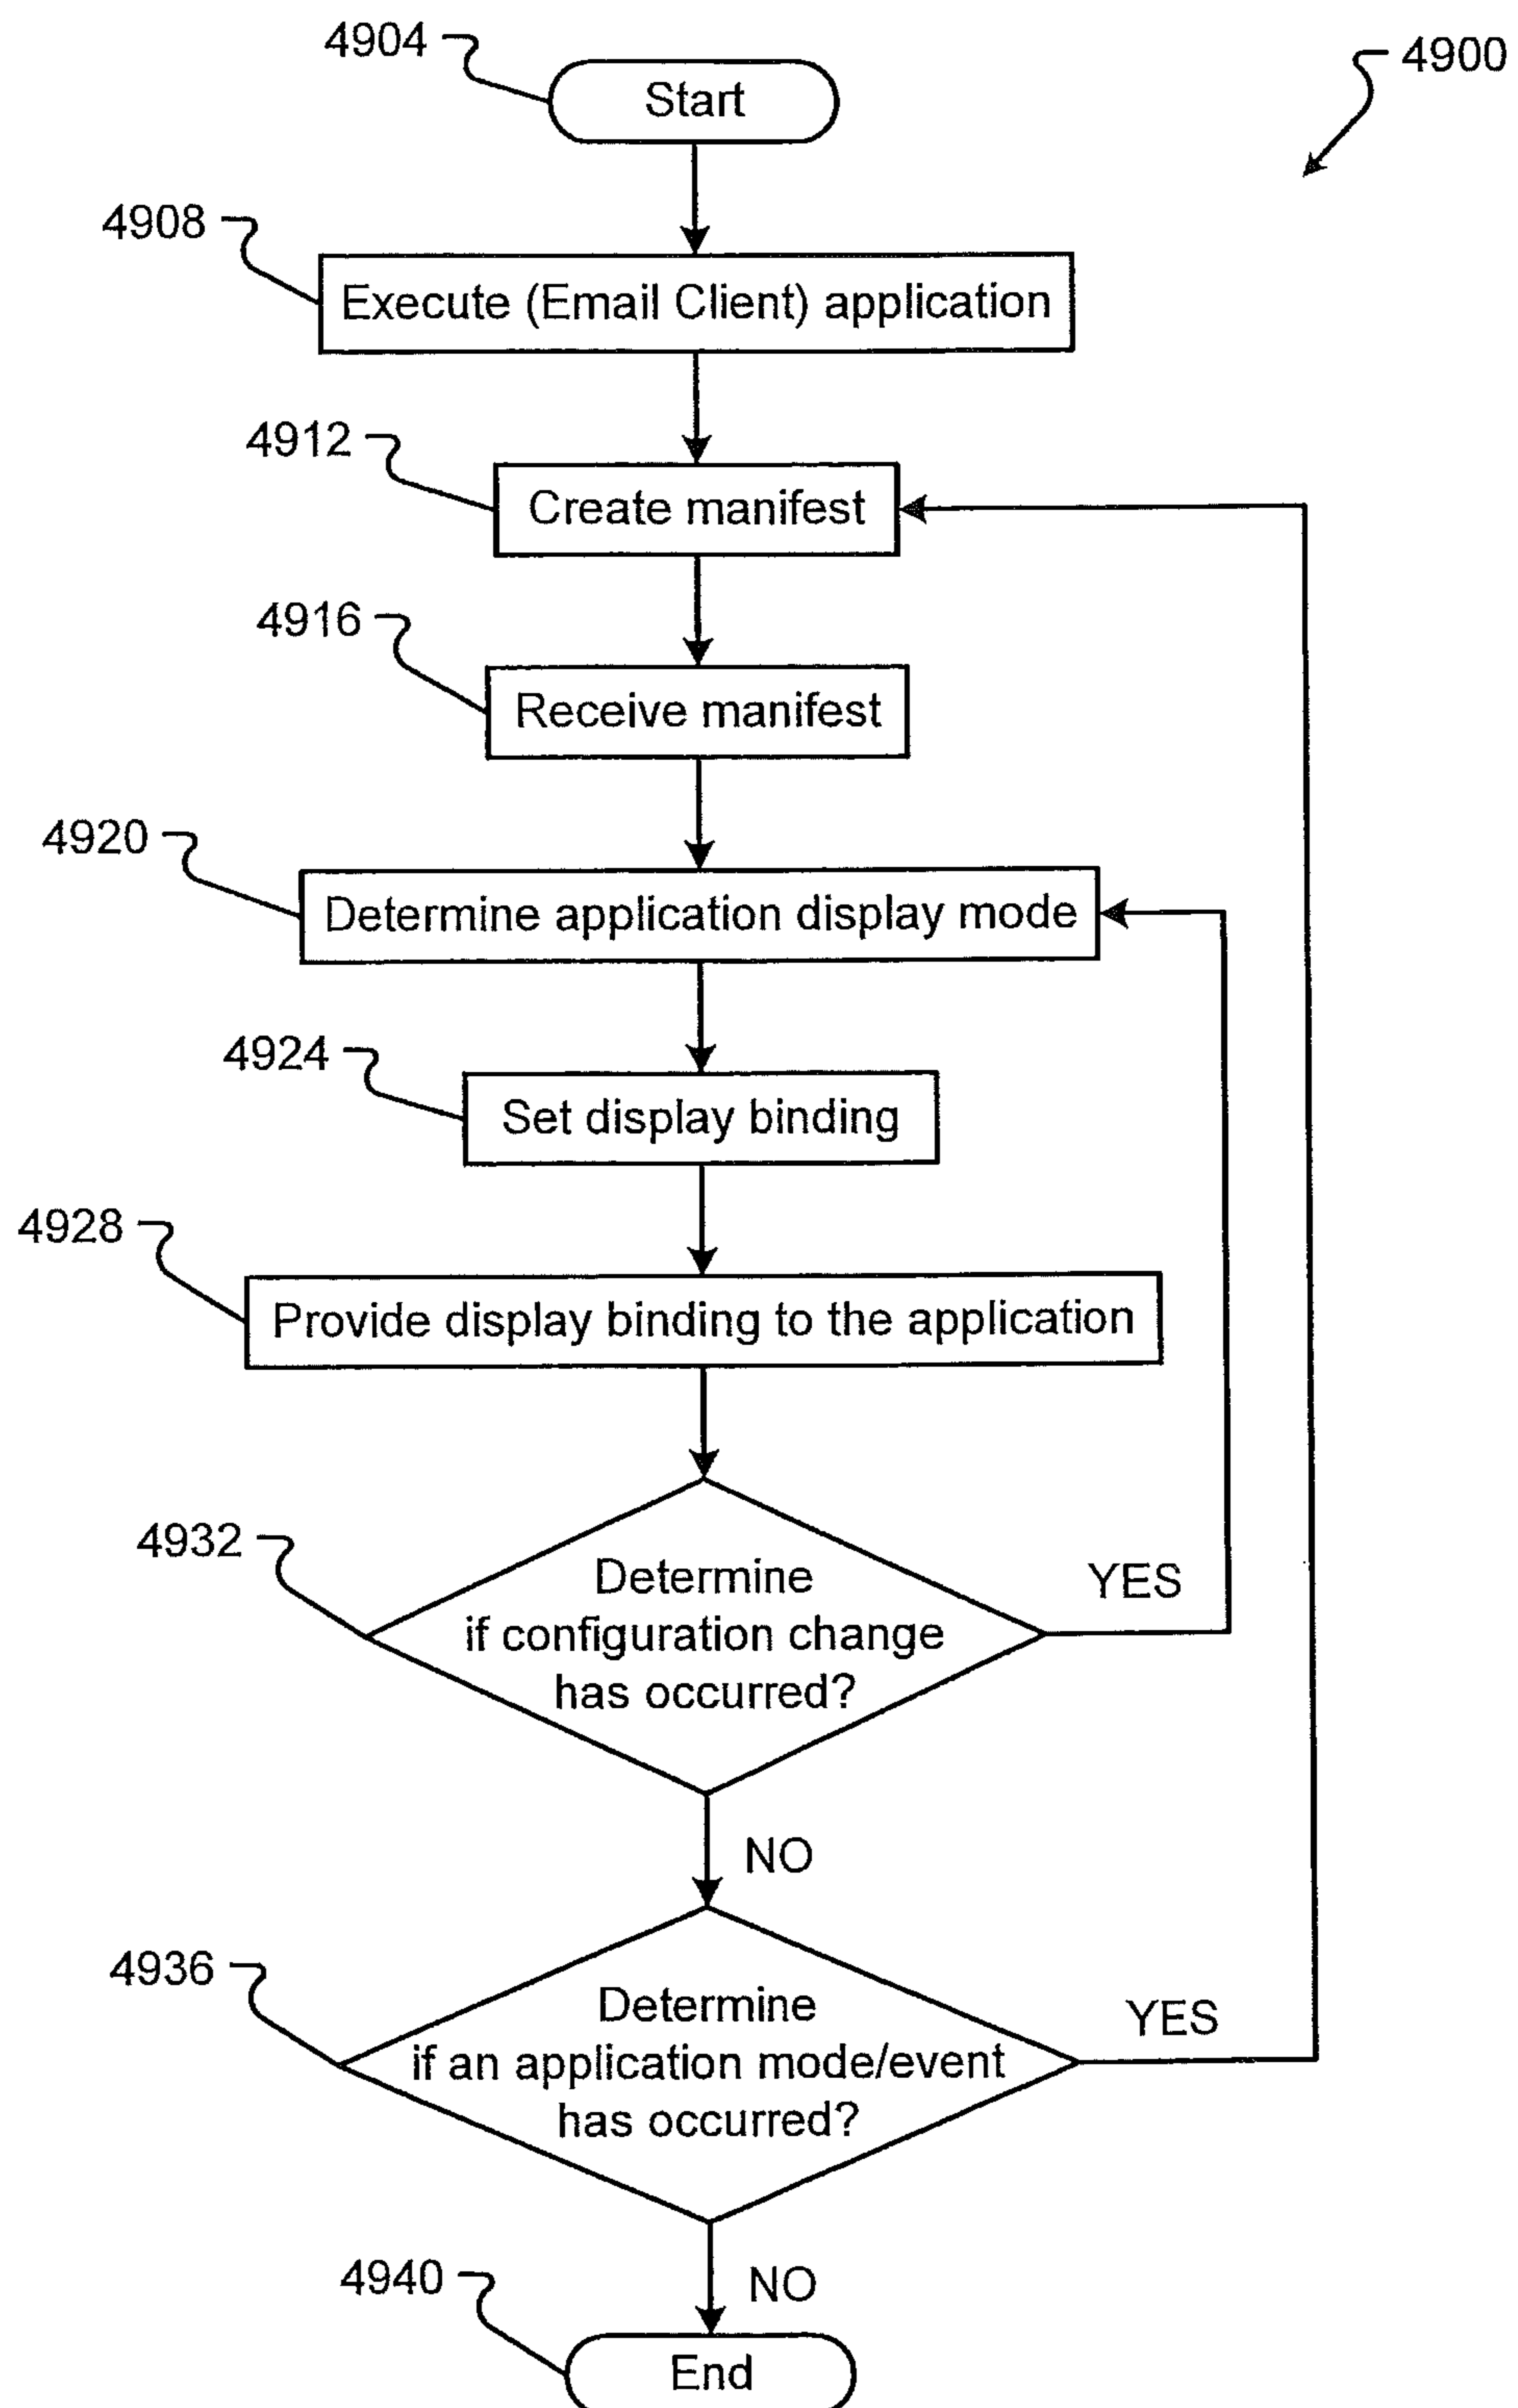 4904
Start
4900
4908
Execute (Email Client) application
4912
Create manifest
4916
Receive manifest
4920
Determine application display mode
4924
Set display binding
4928
Provide display binding to the application
4932
Determine
if configuration change
has occurred?
YES
NO
4936
Determine
if an application mode/event
has occurred?
YES
NO
4940
End